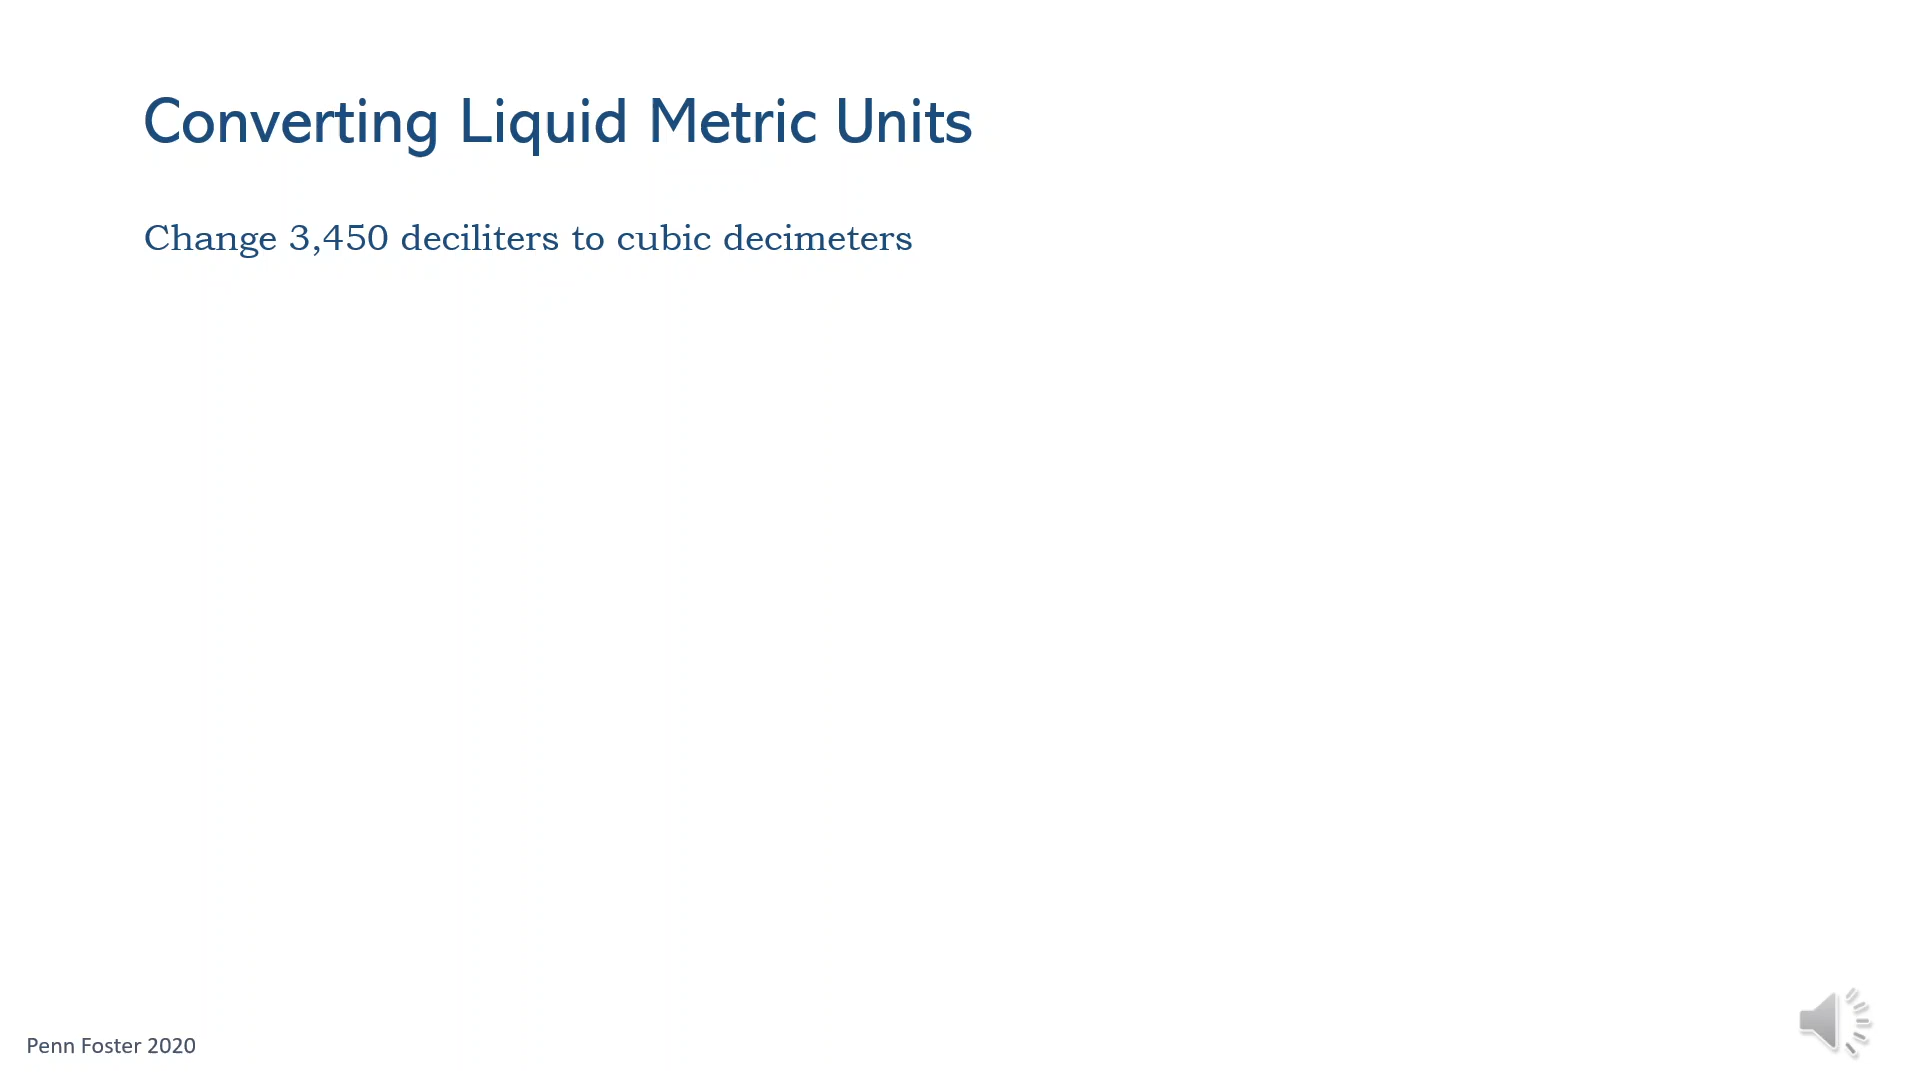 Converting Liquid Metric Units
Change 3,450 deciliters to cubic decimeters
Penn Foster 2020